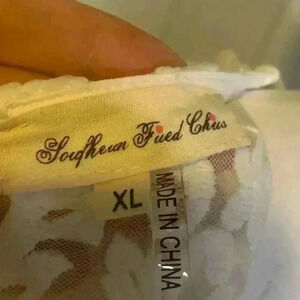 Southern Fried Chics
XL
MADE IN CHINA